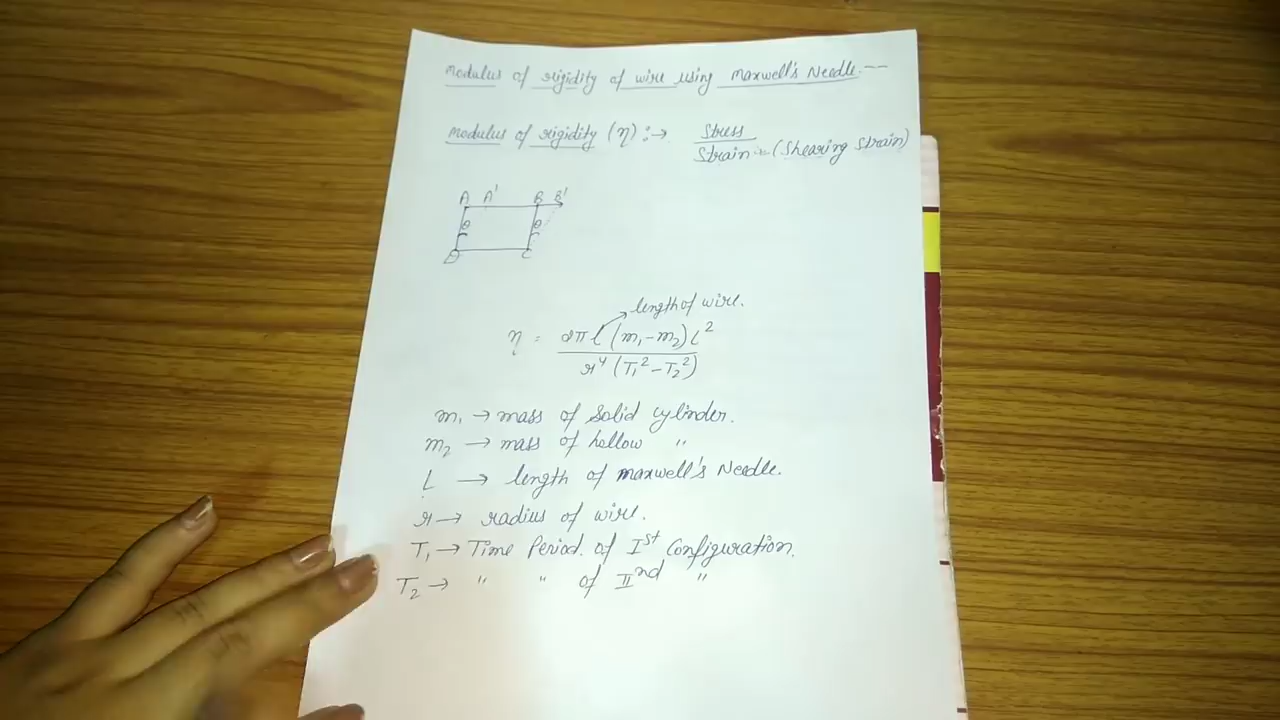 Modulus of rigidity of wire using Maxwell's Needle.--
Modulus of rigidity (η) :→ Stress
Strain → (Shearing Strain)
A A' B B'
θ θ
D C
length of wire.
η = 2πl (m₁-m₂)L²
r⁴ (T₁²-T₂²)
m₁ → mass of Solid Cylinder.
m₂ → mass of hollow "
L → length of maxwell's Needle.
r → radius of wire.
T₁ → Time Period. of Iˢᵗ Configuration.
T₂ → " " of IIⁿᵈ "